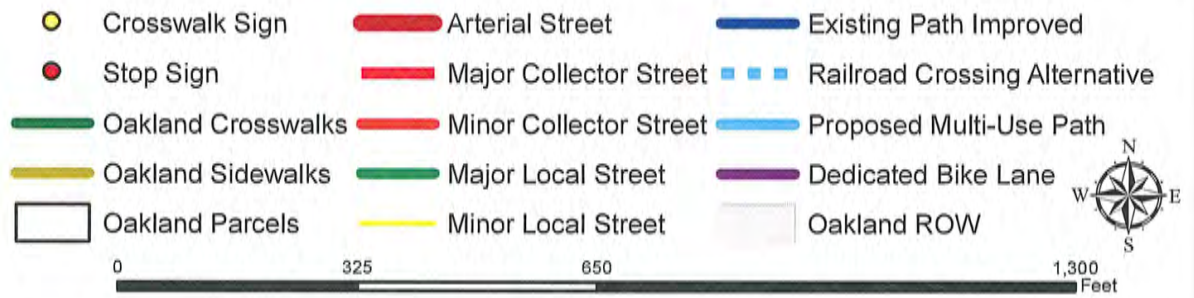 Crosswalk Sign
Stop Sign
Oakland Crosswalks
Oakland Sidewalks
Oakland Parcels
Arterial Street
Major Collector Street
Minor Collector Street
Major Local Street
Minor Local Street
Existing Path Improved
Railroad Crossing Alternative
Proposed Multi-Use Path
Dedicated Bike Lane
Oakland ROW
N
W E
S
0 325 650 1,300
Feet